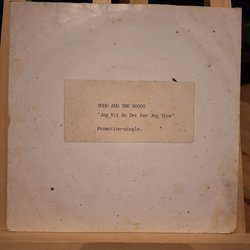 DODO AND THE DODOS
"Jeg Vil Se Det Før Jeg Tror"
Promotion-single.